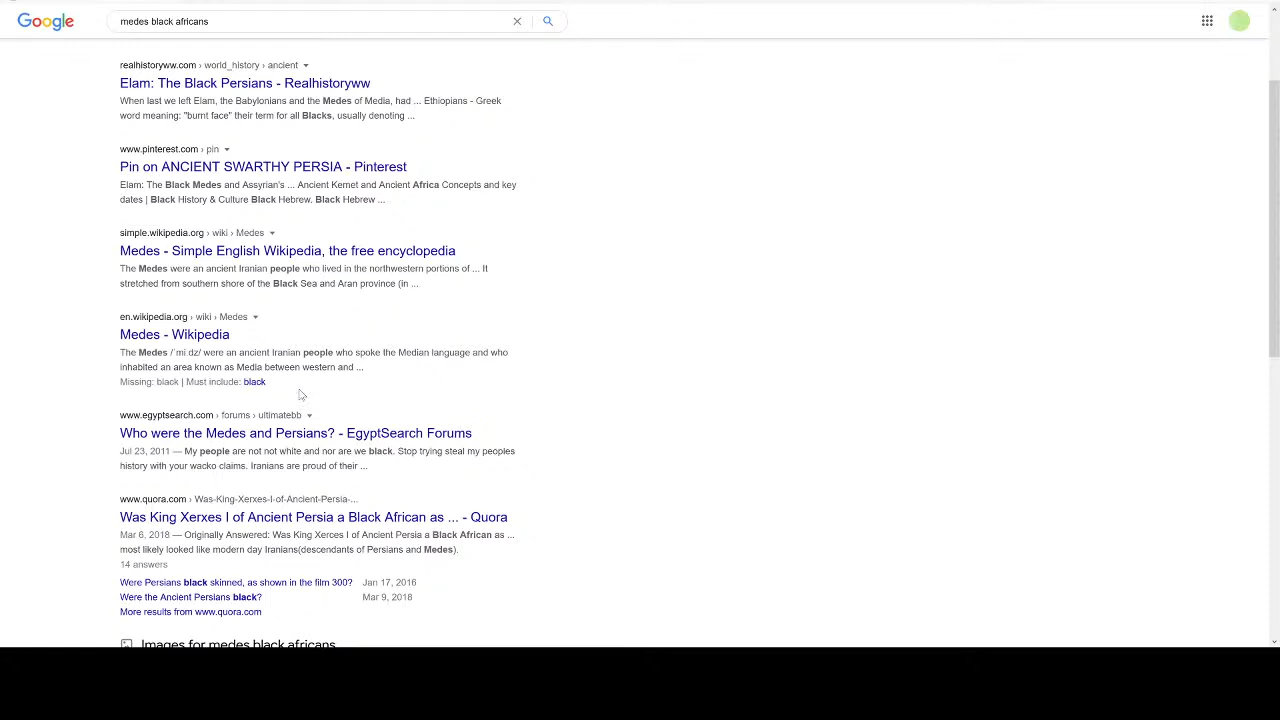 Google
medes black africans
realhistoryww.com › world_history › ancient
Elam: The Black Persians - Realhistoryww
When last we left Elam, the Babylonians and the Medes of Media, had ... Ethiopians - Greek
word meaning: "burnt face" their term for all Blacks, usually denoting ...
www.pinterest.com › pin
Pin on ANCIENT SWARTHY PERSIA - Pinterest
Elam: The Black Medes and Assyrian's ... Ancient Kemet and Ancient Africa Concepts and key
dates | Black History & Culture Black Hebrew. Black Hebrew ...
simple.wikipedia.org › wiki › Medes
Medes - Simple English Wikipedia, the free encyclopedia
The Medes were an ancient Iranian people who lived in the northwestern portions of ... It
stretched from southern shore of the Black Sea and Aran province (in ...
en.wikipedia.org › wiki › Medes
Medes - Wikipedia
The Medes /ˈmiːdz/ were an ancient Iranian people who spoke the Median language and who
inhabited an area known as Media between western and ...
Missing: black | Must include: black
www.egyptsearch.com › forums › ultimatebb
Who were the Medes and Persians? - EgyptSearch Forums
Jul 23, 2011 — My people are not not white and nor are we black. Stop trying steal my peoples
history with your wacko claims. Iranians are proud of their ...
www.quora.com › Was-King-Xerxes-I-of-Ancient-Persia-...
Was King Xerxes I of Ancient Persia a Black African as ... - Quora
Mar 6, 2018 — Originally Answered: Was King Xerces I of Ancient Persia a Black African as ...
most likely looked like modern day Iranians(descendants of Persians and Medes).
14 answers
Were Persians black skinned, as shown in the film 300? Jan 17, 2016
Were the Ancient Persians black? Mar 9, 2018
More results from www.quora.com
Images for medes black africans